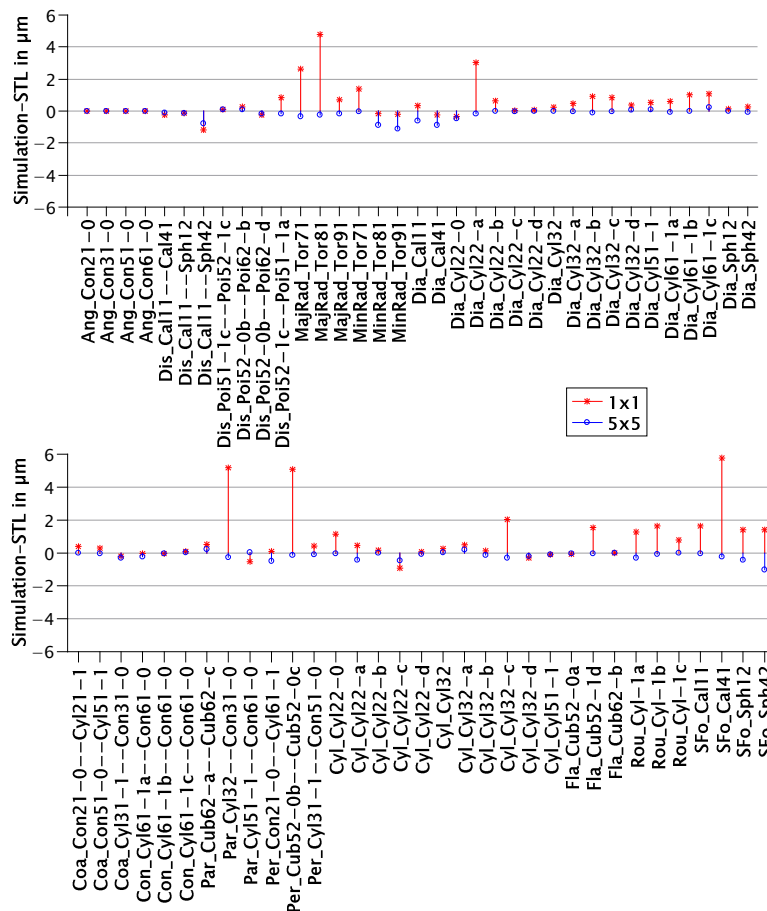 Simulation-STL in µm
6
4
2
0
−2
−4
−6
Ang_Con21-0
Ang_Con31-0
Ang_Con51-0
Ang_Con61-0
Dis_Cal11---Cal41
Dis_Cal11---Sph12
Dis_Cal11---Sph42
Dis_Poi51-1c---Poi52-1c
Dis_Poi52-0b---Poi62-b
Dis_Poi52-0b---Poi62-d
Dis_Poi52-1c---Poi51-1a
MajRad_Tor71
MajRad_Tor81
MajRad_Tor91
MinRad_Tor71
MinRad_Tor81
MinRad_Tor91
Dia_Cal11
Dia_Cal41
Dia_Cyl22-0
Dia_Cyl22-a
Dia_Cyl22-b
Dia_Cyl22-c
Dia_Cyl22-d
Dia_Cyl32
Dia_Cyl32-a
Dia_Cyl32-b
Dia_Cyl32-c
Dia_Cyl32-d
Dia_Cyl51-1
Dia_Cyl61-1a
Dia_Cyl61-1b
Dia_Cyl61-1c
Dia_Sph12
Dia_Sph42
1x1
5x5
Simulation-STL in µm
6
4
2
0
−2
−4
−6
Coa_Con21-0---Cyl21-1
Coa_Con51-0---Cyl51-1
Coa_Cyl31-1---Con31-0
Con_Cyl61-1a---Con61-0
Con_Cyl61-1b---Con61-0
Con_Cyl61-1c---Con61-0
Par_Cub62-a---Cub62-c
Par_Cyl32---Con31-0
Par_Cyl51-1---Con61-0
Per_Con21-0---Cyl61-1
Per_Cub52-0b---Cub52-0c
Per_Cyl31-1---Con51-0
Cyl_Cyl22-0
Cyl_Cyl22-a
Cyl_Cyl22-b
Cyl_Cyl22-c
Cyl_Cyl22-d
Cyl_Cyl32
Cyl_Cyl32-a
Cyl_Cyl32-b
Cyl_Cyl32-c
Cyl_Cyl32-d
Cyl_Cyl51-1
Fla_Cub52-0a
Fla_Cub52-1d
Fla_Cub62-b
Rou_Cyl-1a
Rou_Cyl-1b
Rou_Cyl-1c
SFo_Cal11
SFo_Cal41
SFo_Sph12
SFo_Sph42